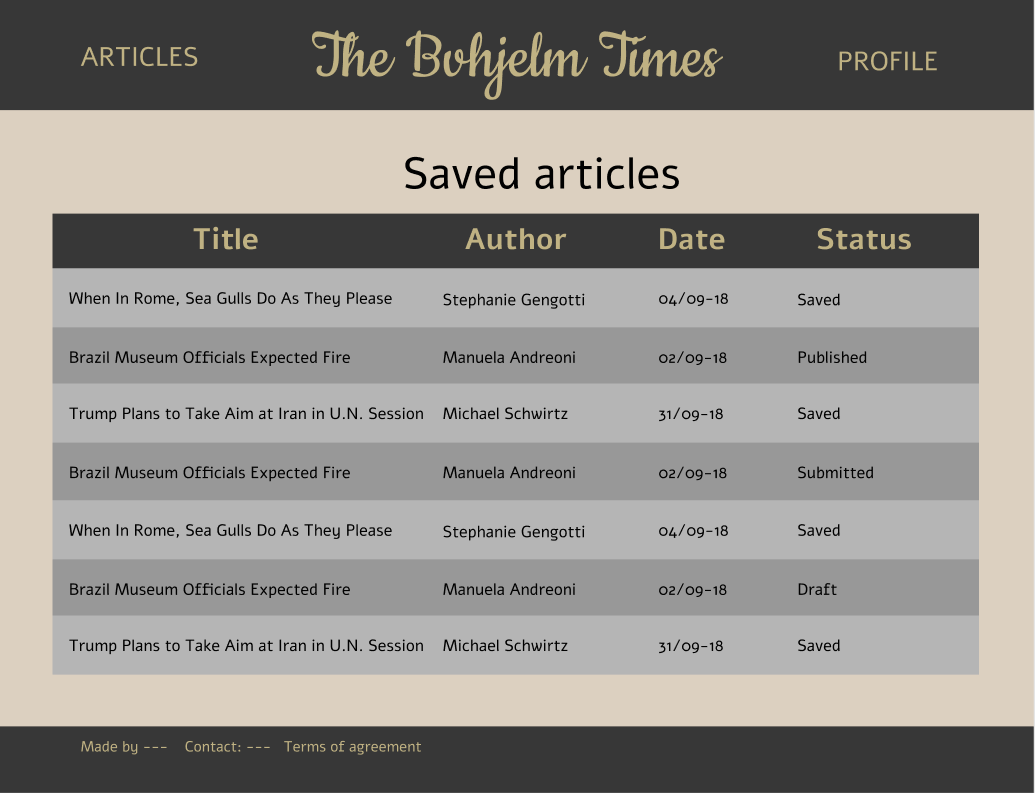 ARTICLES The Bohjelm Times PROFILE
Saved articles
Title Author Date Status
When In Rome, Sea Gulls Do As They Please Stephanie Gengotti 04/09-18 Saved
Brazil Museum Officials Expected Fire Manuela Andreoni 02/09-18 Published
Trump Plans to Take Aim at Iran in U.N. Session Michael Schwirtz 31/09-18 Saved
Brazil Museum Officials Expected Fire Manuela Andreoni 02/09-18 Submitted
When In Rome, Sea Gulls Do As They Please Stephanie Gengotti 04/09-18 Saved
Brazil Museum Officials Expected Fire Manuela Andreoni 02/09-18 Draft
Trump Plans to Take Aim at Iran in U.N. Session Michael Schwirtz 31/09-18 Saved
Made by --- Contact: --- Terms of agreement